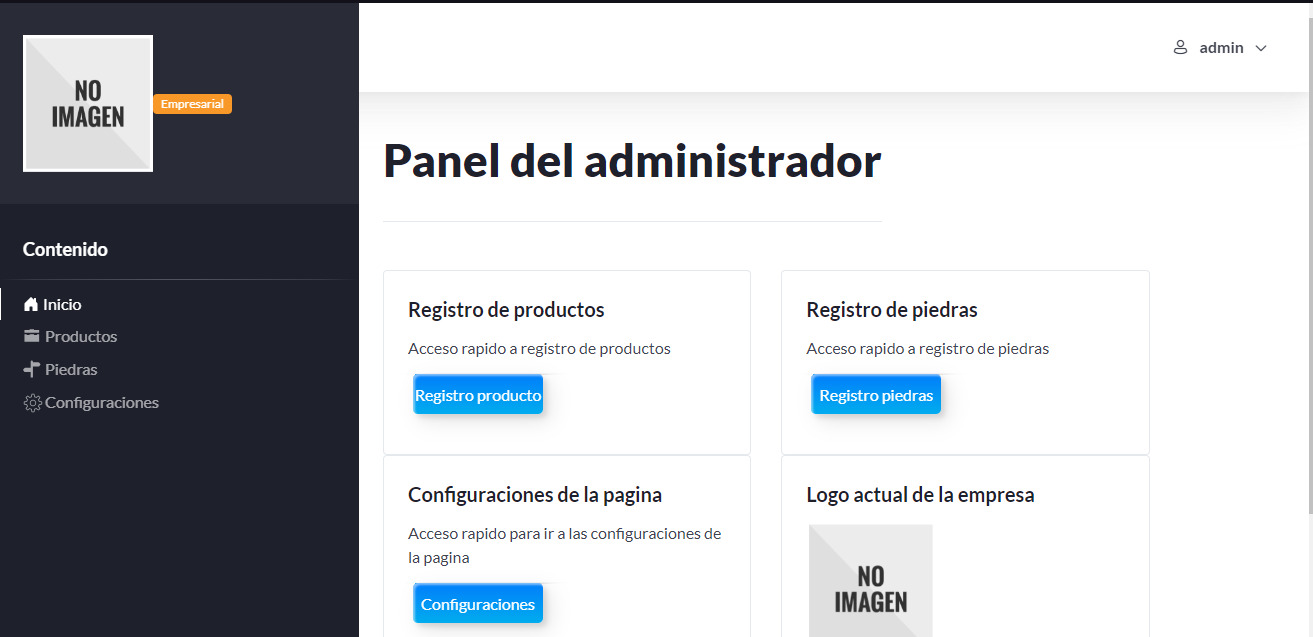 NO
IMAGEN
Empresarial
Contenido
Inicio
Productos
Piedras
Configuraciones
admin
Panel del administrador
Registro de productos
Acceso rapido a registro de productos
Registro producto
Registro de piedras
Acceso rapido a registro de piedras
Registro piedras
Configuraciones de la pagina
Acceso rapido para ir a las configuraciones de
la pagina
Configuraciones
Logo actual de la empresa
NO
IMAGEN